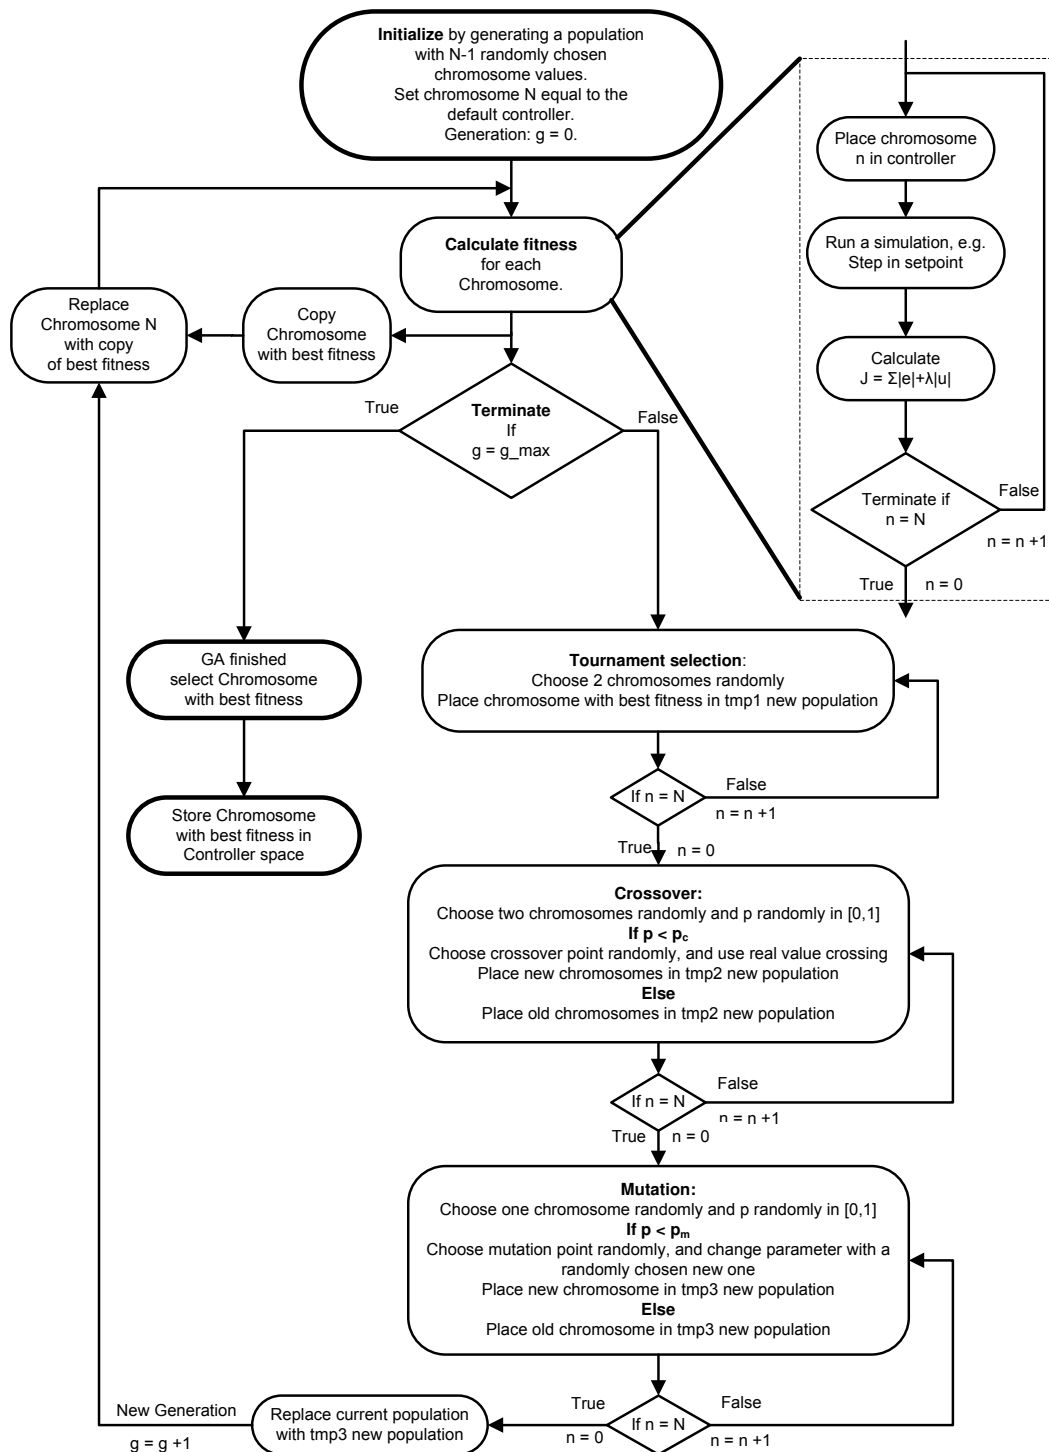 Initialize by generating a population
with N-1 randomly chosen
chromosome values.
Set chromosome N equal to the
default controller.
Generation: g = 0.
Place chromosome
n in controller
Run a simulation, e.g.
Step in setpoint
Calculate
J = Σ|e|+λ|u|
Terminate if
n = N
False
n = n +1
True
n = 0
Calculate fitness
for each
Chromosome.
Copy
Chromosome
with best fitness
Replace
Chromosome N
with copy
of best fitness
True
Terminate
If
g = g_max
False
GA finished
select Chromosome
with best fitness
Store Chromosome
with best fitness in
Controller space
Tournament selection:
Choose 2 chromosomes randomly
Place chromosome with best fitness in tmp1 new population
If n = N
False
n = n +1
True
n = 0
Crossover:
Choose two chromosomes randomly and p randomly in [0,1]
If p < pc
Choose crossover point randomly, and use real value crossing
Place new chromosomes in tmp2 new population
Else
Place old chromosomes in tmp2 new population
If n = N
False
n = n +1
True
n = 0
Mutation:
Choose one chromosome randomly and p randomly in [0,1]
If p < pm
Choose mutation point randomly, and change parameter with a
randomly chosen new one
Place new chromosome in tmp3 new population
Else
Place old chromosome in tmp3 new population
If n = N
False
n = n +1
True
n = 0
Replace current population
with tmp3 new population
New Generation
g = g +1